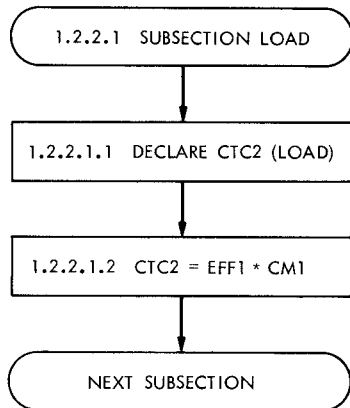 1.2.2.1 SUBSECTION LOAD
1.2.2.1.1 DECLARE CTC2 (LOAD)
1.2.2.1.2 CTC2 = EFF1 * CM1
NEXT SUBSECTION